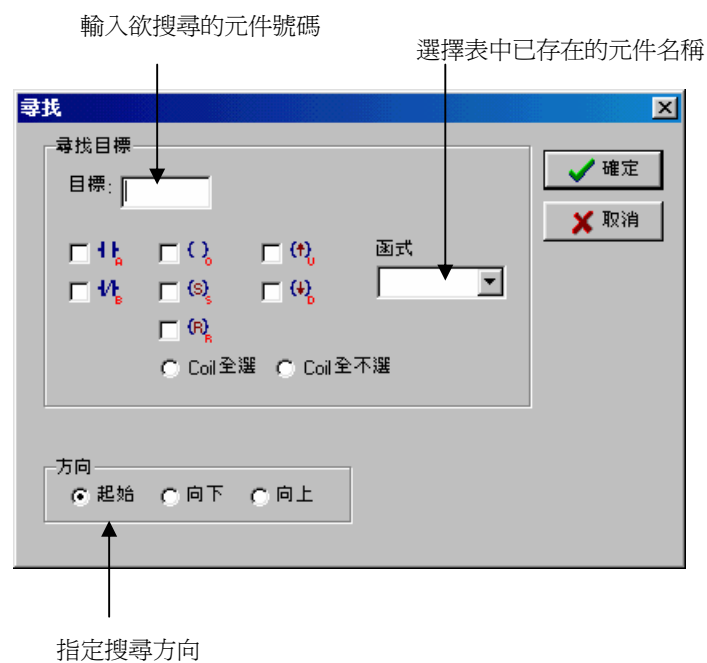 輸入欲搜尋的元件號碼
選擇表中已存在的元件名稱
尋找
尋找目標
目標:
確定
取消
A ( )O (↑)U 函式
B (S)S (↓)D
(R)R
Coil全選 Coil全不選
方向
起始 向下 向上
指定搜尋方向